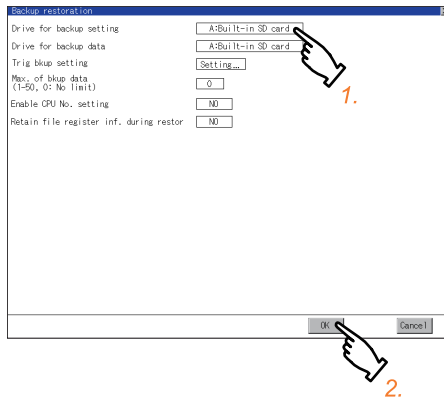 Backup restoration
Drive for backup setting A:Built-in SD card
Drive for backup data A:Built-in SD card
Trig bkup setting Setting...
Max. of bkup data
(1-50, 0: No limit) 0
Enable CPU No. setting NO
Retain file register inf. during restor NO
1.
OK Cancel
2.